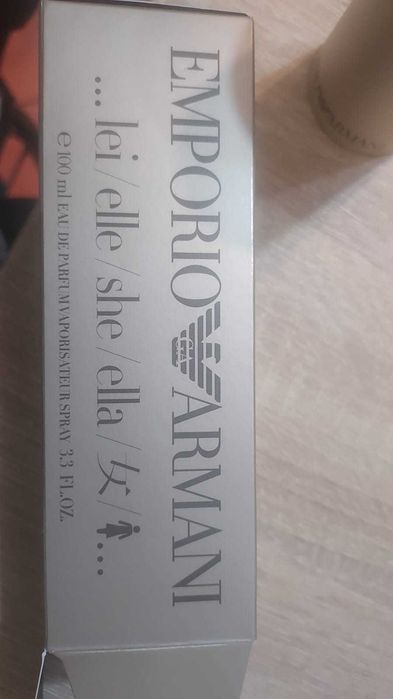 EMPORIO ARMANI
... lei/elle/she/ella/女/ ...
e 100 ml EAU DE PARFUM VAPORISATEUR SPRAY 3.3 FL.OZ.